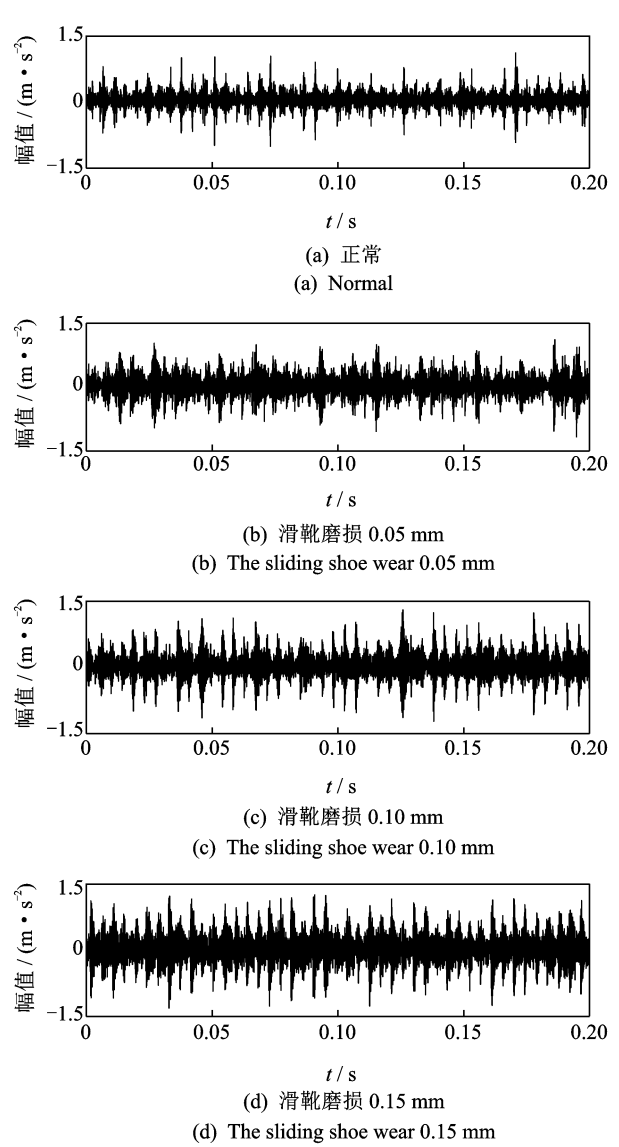 1.5
0
−1.5
幅值 / (m • s⁻²)
0 0.05 0.10 0.15 0.20
t / s
(a) 正常
(a) Normal
1.5
0
−1.5
幅值 / (m • s⁻²)
0 0.05 0.10 0.15 0.20
t / s
(b) 滑靴磨损 0.05 mm
(b) The sliding shoe wear 0.05 mm
1.5
0
−1.5
幅值 / (m • s⁻²)
0 0.05 0.10 0.15 0.20
t / s
(c) 滑靴磨损 0.10 mm
(c) The sliding shoe wear 0.10 mm
1.5
0
−1.5
幅值 / (m • s⁻²)
0 0.05 0.10 0.15 0.20
t / s
(d) 滑靴磨损 0.15 mm
(d) The sliding shoe wear 0.15 mm